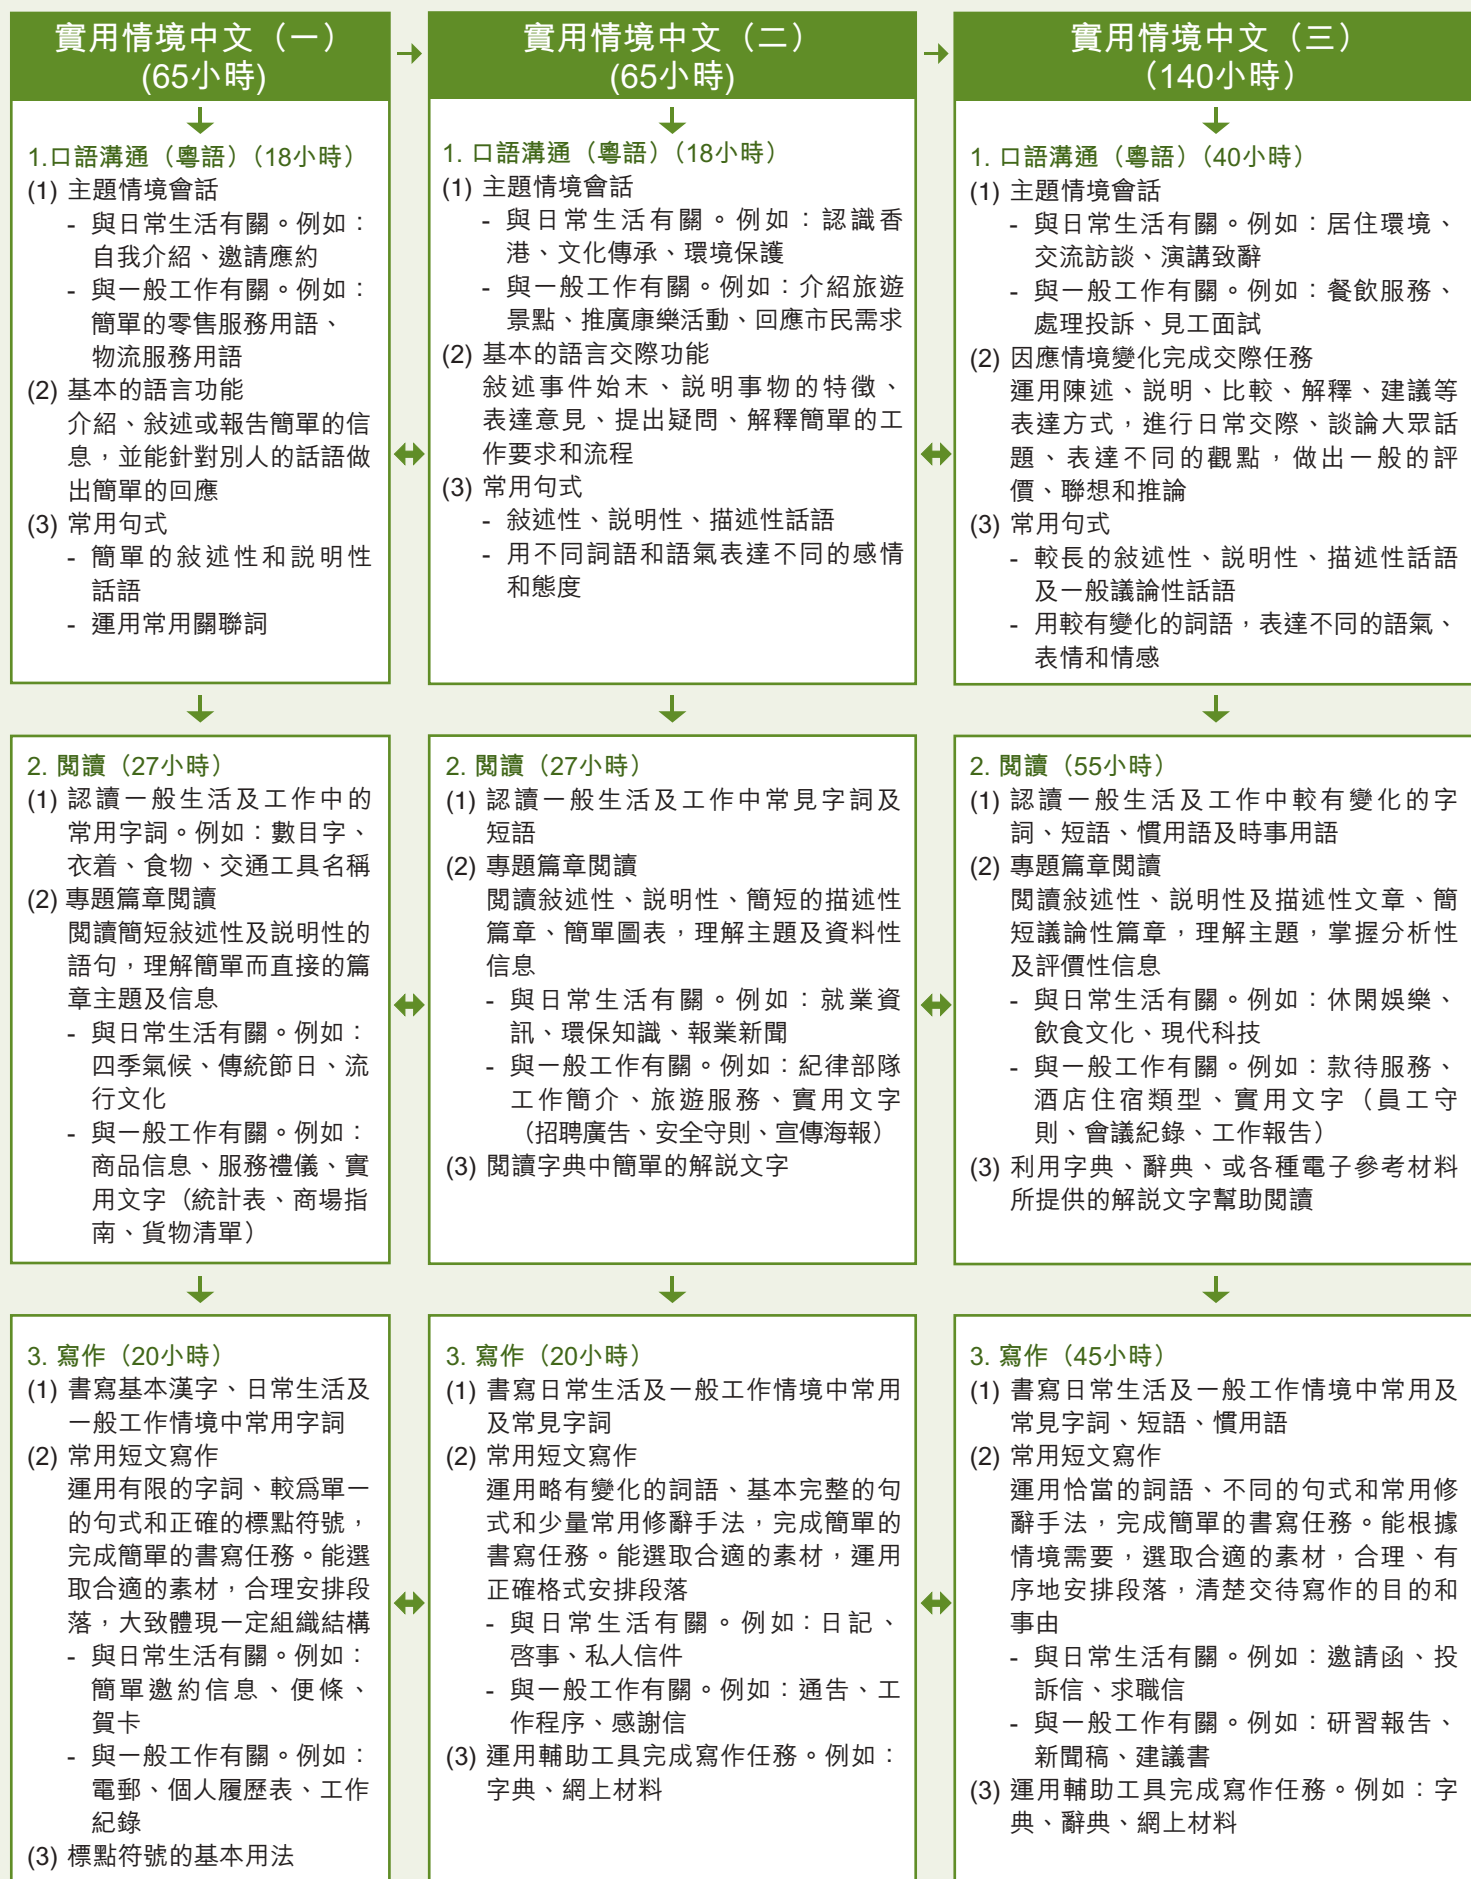 實用情境中文（一）
(65小時)
1.口語溝通（粵語）（18小時）
(1) 主題情境會話
- 與日常生活有關。例如：
自我介紹、邀請應約
- 與一般工作有關。例如：
簡單的零售服務用語、
物流服務用語
(2) 基本的語言功能
介紹、敍述或報告簡單的信
息，並能針對別人的話語做
出簡單的回應
(3) 常用句式
- 簡單的敍述性和説明性
話語
- 運用常用關聯詞
2. 閲讀（27小時）
(1) 認讀一般生活及工作中的
常用字詞。例如：數目字、
衣着、食物、交通工具名稱
(2) 專題篇章閲讀
閲讀簡短敍述性及説明性的
語句，理解簡單而直接的篇
章主題及信息
- 與日常生活有關。例如：
四季氣候、傳統節日、流
行文化
- 與一般工作有關。例如：
商品信息、服務禮儀、實
用文字（統計表、商場指
南、貨物清單）
3. 寫作（20小時）
(1) 書寫基本漢字、日常生活及
一般工作情境中常用字詞
(2) 常用短文寫作
運用有限的字詞、較爲單一
的句式和正確的標點符號，
完成簡單的書寫任務。能選
取合適的素材，合理安排段
落，大致體現一定組織結構
- 與日常生活有關。例如：
簡單邀約信息、便條、
賀卡
- 與一般工作有關。例如：
電郵、個人履歷表、工作
紀錄
(3) 標點符號的基本用法
實用情境中文（二）
(65小時)
1. 口語溝通（粵語）（18小時）
(1) 主題情境會話
- 與日常生活有關。例如：認識香
港、文化傳承、環境保護
- 與一般工作有關。例如：介紹旅遊
景點、推廣康樂活動、回應市民需求
(2) 基本的語言交際功能
敍述事件始末、説明事物的特徵、
表達意見、提出疑問、解釋簡單的工
作要求和流程
(3) 常用句式
- 敍述性、説明性、描述性話語
- 用不同詞語和語氣表達不同的感情
和態度
2. 閲讀（27小時）
(1) 認讀一般生活及工作中常見字詞及
短語
(2) 專題篇章閲讀
閲讀敍述性、説明性、簡短的描述性
篇章、簡單圖表，理解主題及資料性
信息
- 與日常生活有關。例如：就業資
訊、環保知識、報業新聞
- 與一般工作有關。例如：紀律部隊
工作簡介、旅遊服務、實用文字
（招聘廣告、安全守則、宣傳海報）
(3) 閲讀字典中簡單的解説文字
3. 寫作（20小時）
(1) 書寫日常生活及一般工作情境中常用
及常見字詞
(2) 常用短文寫作
運用略有變化的詞語、基本完整的句
式和少量常用修辭手法，完成簡單的
書寫任務。能選取合適的素材，運用
正確格式安排段落
- 與日常生活有關。例如：日記、
啓事、私人信件
- 與一般工作有關。例如：通告、工
作程序、感謝信
(3) 運用輔助工具完成寫作任務。例如：
字典、網上材料
實用情境中文（三）
（140小時）
1. 口語溝通（粵語）（40小時）
(1) 主題情境會話
- 與日常生活有關。例如：居住環境、
交流訪談、演講致辭
- 與一般工作有關。例如：餐飲服務、
處理投訴、見工面試
(2) 因應情境變化完成交際任務
運用陳述、説明、比較、解釋、建議等
表達方式，進行日常交際、談論大眾話
題、表達不同的觀點，做出一般的評
價、聯想和推論
(3) 常用句式
- 較長的敍述性、説明性、描述性話語
及一般議論性話語
- 用較有變化的詞語，表達不同的語氣、
表情和情感
2. 閲讀（55小時）
(1) 認讀一般生活及工作中較有變化的字
詞、短語、慣用語及時事用語
(2) 專題篇章閲讀
閲讀敍述性、説明性及描述性文章、簡
短議論性篇章，理解主題，掌握分析性
及評價性信息
- 與日常生活有關。例如：休閑娛樂、
飲食文化、現代科技
- 與一般工作有關。例如：款待服務、
酒店住宿類型、實用文字（員工守
則、會議紀錄、工作報告）
(3) 利用字典、辭典、或各種電子參考材料
所提供的解説文字幫助閲讀
3. 寫作（45小時）
(1) 書寫日常生活及一般工作情境中常用及
常見字詞、短語、慣用語
(2) 常用短文寫作
運用恰當的詞語、不同的句式和常用修
辭手法，完成簡單的書寫任務。能根據
情境需要，選取合適的素材，合理、有
序地安排段落，清楚交待寫作的目的和
事由
- 與日常生活有關。例如：邀請函、投
訴信、求職信
- 與一般工作有關。例如：研習報告、
新聞稿、建議書
(3) 運用輔助工具完成寫作任務。例如：字
典、辭典、網上材料